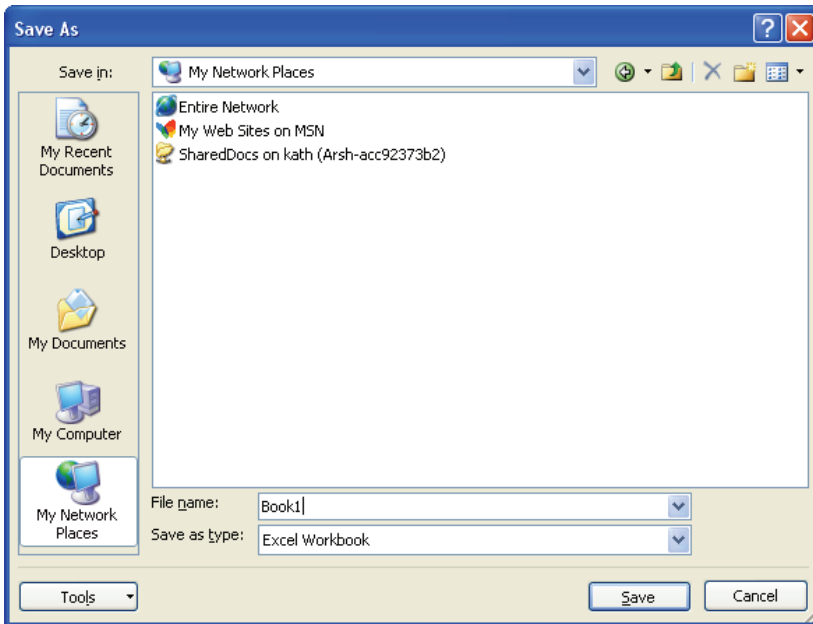 Save As
Save in:
My Network Places
My Recent
Documents
Desktop
My Documents
My Computer
My Network
Places
Entire Network
My Web Sites on MSN
SharedDocs on kath (Arsh-acc92373b2)
File name:
Book1
Save as type:
Excel Workbook
Tools
Save
Cancel